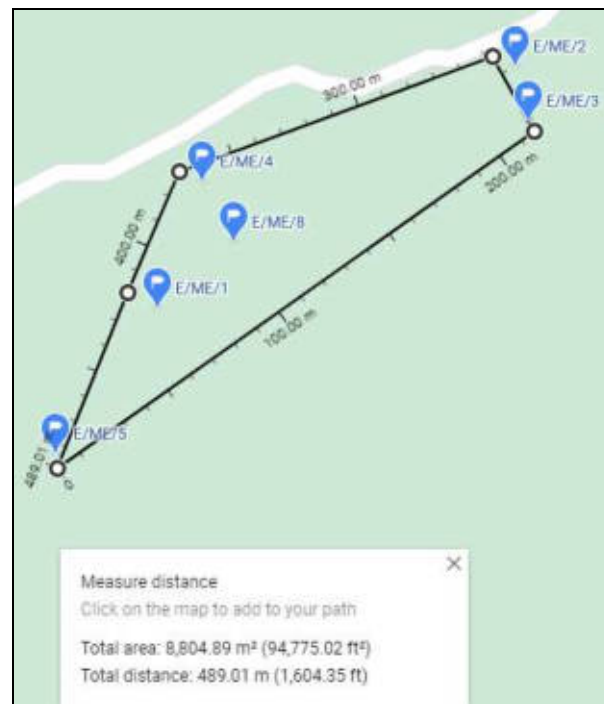 E/ME/2
300.00 m
E/ME/3
E/ME/4
200.00 m
E/ME/8
400.00 m
E/ME/1
100.00 m
E/ME/5
489.01
0
Measure distance
Click on the map to add to your path
Total area: 8,804.89 m² (94,775.02 ft²)
Total distance: 489.01 m (1,604.35 ft)